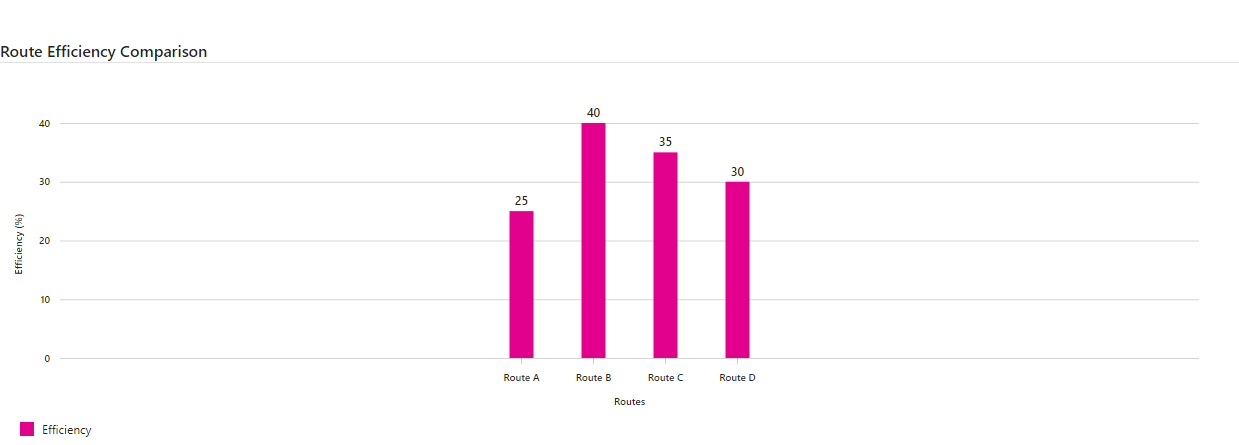 Route Efficiency Comparison
40
40
35
30
30
25
20
10
0
Efficiency (%)
Route A Route B Route C Route D
Routes
Efficiency